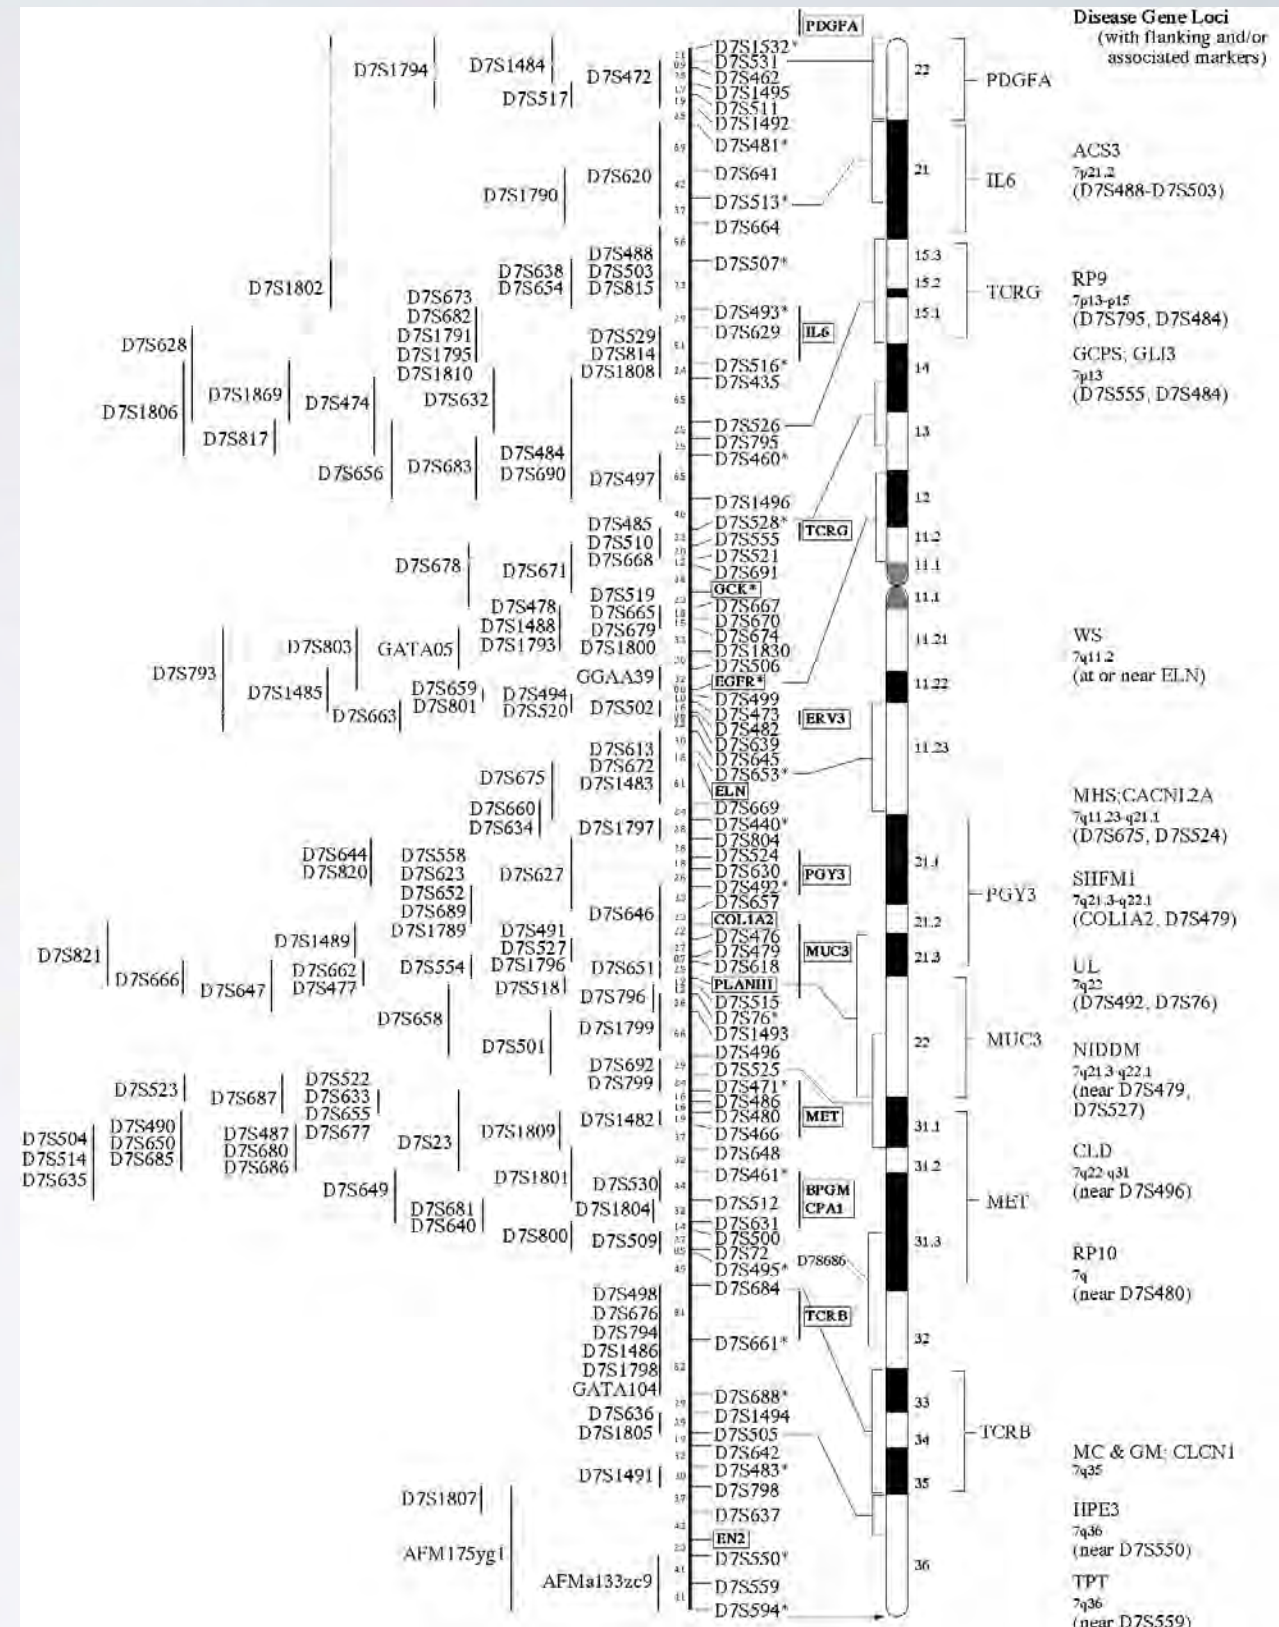 Disease Gene Loci
(with flanking and/or
associated markers)
D7S1794
D7S1484
D7S517
D7S472
D7S620
D7S1790
D7S1802
D7S638
D7S654
D7S488
D7S503
D7S815
D7S673
D7S682
D7S1791
D7S1795
D7S1810
D7S529
D7S814
D7S1808
D7S628
D7S1806
D7S1869
D7S817
D7S474
D7S632
D7S656
D7S683
D7S484
D7S690
D7S497
D7S485
D7S510
D7S668
D7S678
D7S671
D7S519
D7S665
D7S679
D7S1800
D7S478
D7S1488
D7S1793
D7S793
D7S803
GATA05
D7S1485
D7S663
D7S659
D7S801
D7S494
D7S520
GGAA39
D7S502
D7S613
D7S672
D7S1483
D7S675
D7S660
D7S634
D7S1797
D7S644
D7S820
D7S558
D7S623
D7S652
D7S689
D7S1789
D7S627
D7S646
D7S821
D7S666
D7S647
D7S1489
D7S662
D7S477
D7S554
D7S491
D7S527
D7S1796
D7S518
D7S651
D7S796
D7S658
D7S501
D7S1799
D7S692
D7S799
D7S523
D7S687
D7S522
D7S633
D7S655
D7S677
D7S504
D7S514
D7S635
D7S490
D7S650
D7S685
D7S487
D7S680
D7S686
D7S23
D7S1809
D7S1482
D7S649
D7S681
D7S640
D7S1801
D7S530
D7S1804
D7S800
D7S509
D7S498
D7S676
D7S794
D7S1486
D7S1798
GATA104
D7S636
D7S1805
D7S1491
D7S1807
AFM175yg1
AFMa133zc9
D7S1532*
D7S531
D7S462
D7S1495
D7S511
D7S1492
D7S481*
D7S641
D7S513*
D7S664
D7S507*
D7S493*
D7S629
D7S516*
D7S435
D7S526
D7S795
D7S460*
D7S1496
D7S528*
D7S555
D7S521
D7S691
GCK*
D7S667
D7S670
D7S674
D7S1830
D7S506
EGFR*
D7S499
D7S473
D7S482
D7S639
D7S645
D7S653*
ELN
D7S669
D7S440*
D7S804
D7S524
D7S630
D7S492*
D7S657
COL1A2
D7S476
D7S479
D7S618
PLANH1
D7S515
D7S76*
D7S1493
D7S496
D7S525
D7S471*
D7S486
D7S480
D7S466
D7S648
D7S461*
D7S512
D7S631
D7S500
D7S72
D7S495*
D7S684
D7S661*
D7S688*
D7S1494
D7S505
D7S642
D7S483*
D7S798
D7S637
EN2
D7S550*
D7S559
D7S594*
PDGFA
IL6
TCRG
ERV3
PGY3
MUC3
MET
BPGM
CPA1
D7S686
TCRB
22
21
15.3
15.2
15.1
14
13
12
11.2
11.1
11.1
11.21
11.22
11.23
21.1
21.2
21.3
22
31.1
31.2
31.3
32
33
34
35
36
PDGFA
IL6
TCRG
PGY3
MUC3
MET
TCRB
ACS3
7p21.2
(D7S488-D7S503)
RP9
7p13-p15
(D7S795, D7S484)
GCPS; GLI3
7p13
(D7S555, D7S484)
WS
7q11.2
(at or near ELN)
MHS;CACNL2A
7q11.23-q21.1
(D7S675, D7S524)
SHFM1
7q21.3-q22.1
(COL1A2, D7S479)
UL
7q22
(D7S492, D7S76)
NIDDM
7q21.3-q22.1
(near D7S479,
D7S527)
CLD
7q22-q31
(near D7S496)
RP10
7q
(near D7S480)
MC & GM; CLCN1
7q35
HPE3
7q36
(near D7S550)
TPT
7q36
(near D7S559)